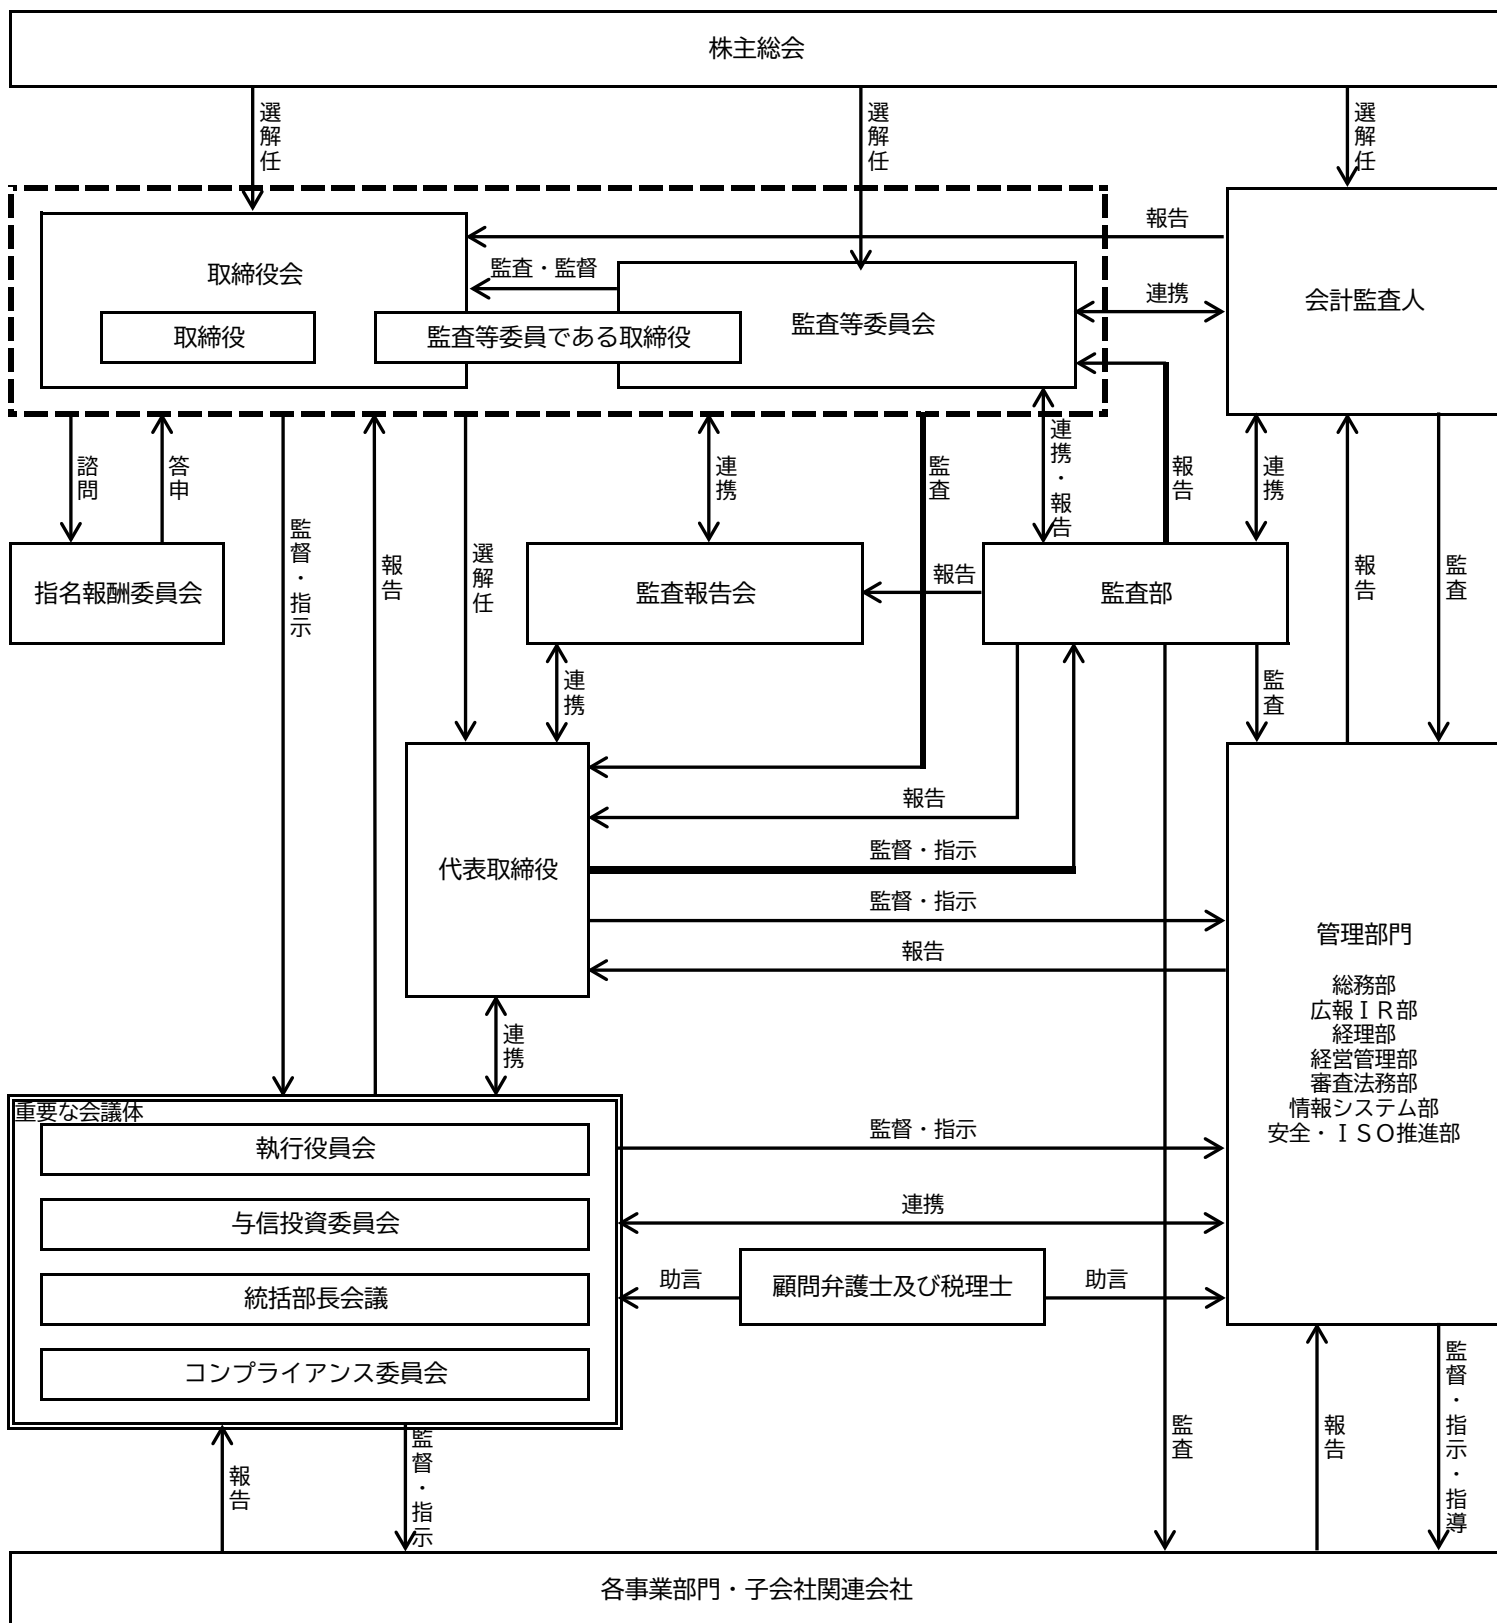 株主総会
選解任
選解任
選解任
報告
取締役会
監査・監督
監査等委員会
連携
会計監査人
取締役
監査等委員である取締役
諮問
答申
監督・指示
報告
選解任
連携
監査
連携・報告
報告
連携
報告
監査
指名報酬委員会
監査報告会
報告
監査部
連携
監査
報告
代表取締役
監督・指示
監督・指示
報告
管理部門
総務部
広報ＩＲ部
経理部
経営管理部
審査法務部
情報システム部
安全・ＩＳＯ推進部
連携
重要な会議体
執行役員会
監督・指示
与信投資委員会
連携
統括部長会議
助言
顧問弁護士及び税理士
助言
コンプライアンス委員会
報告
監督・指示
監査
報告
監督・指示・指導
各事業部門・子会社関連会社